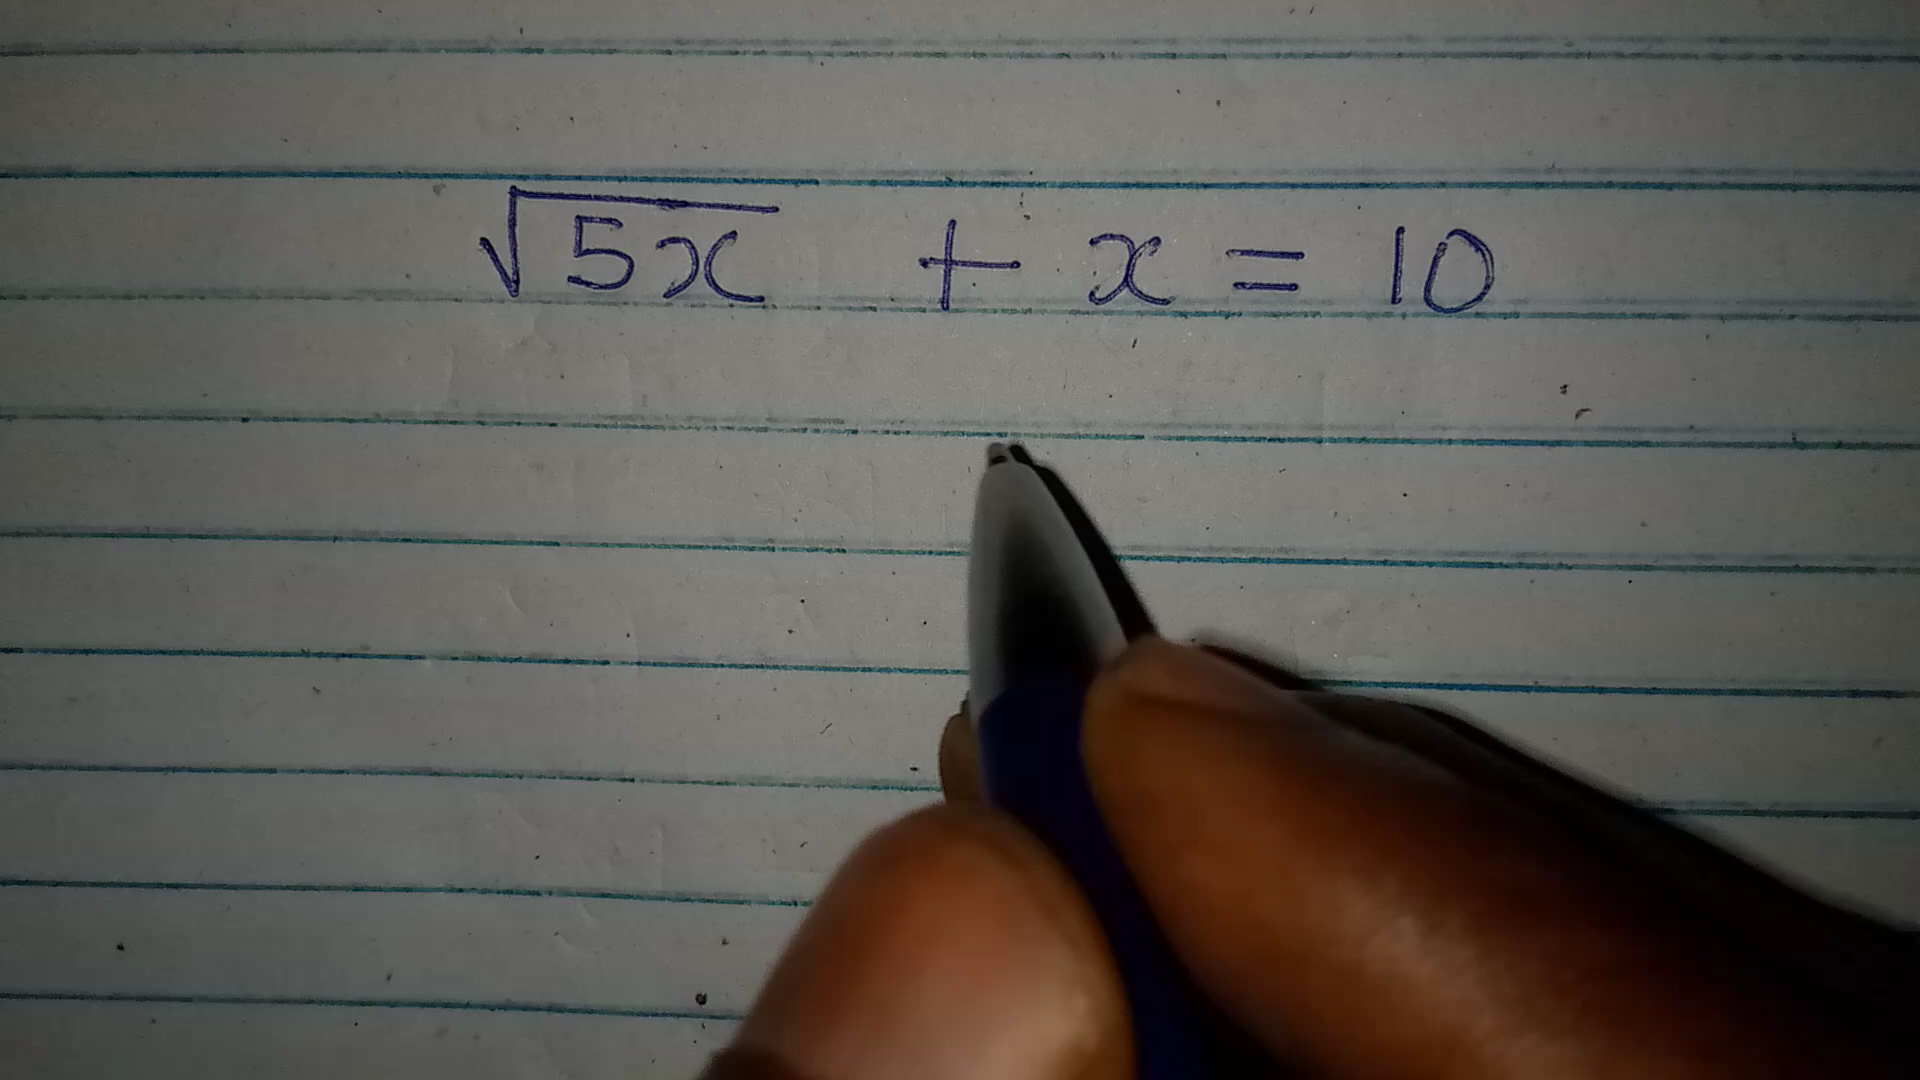 √5x + x = 10